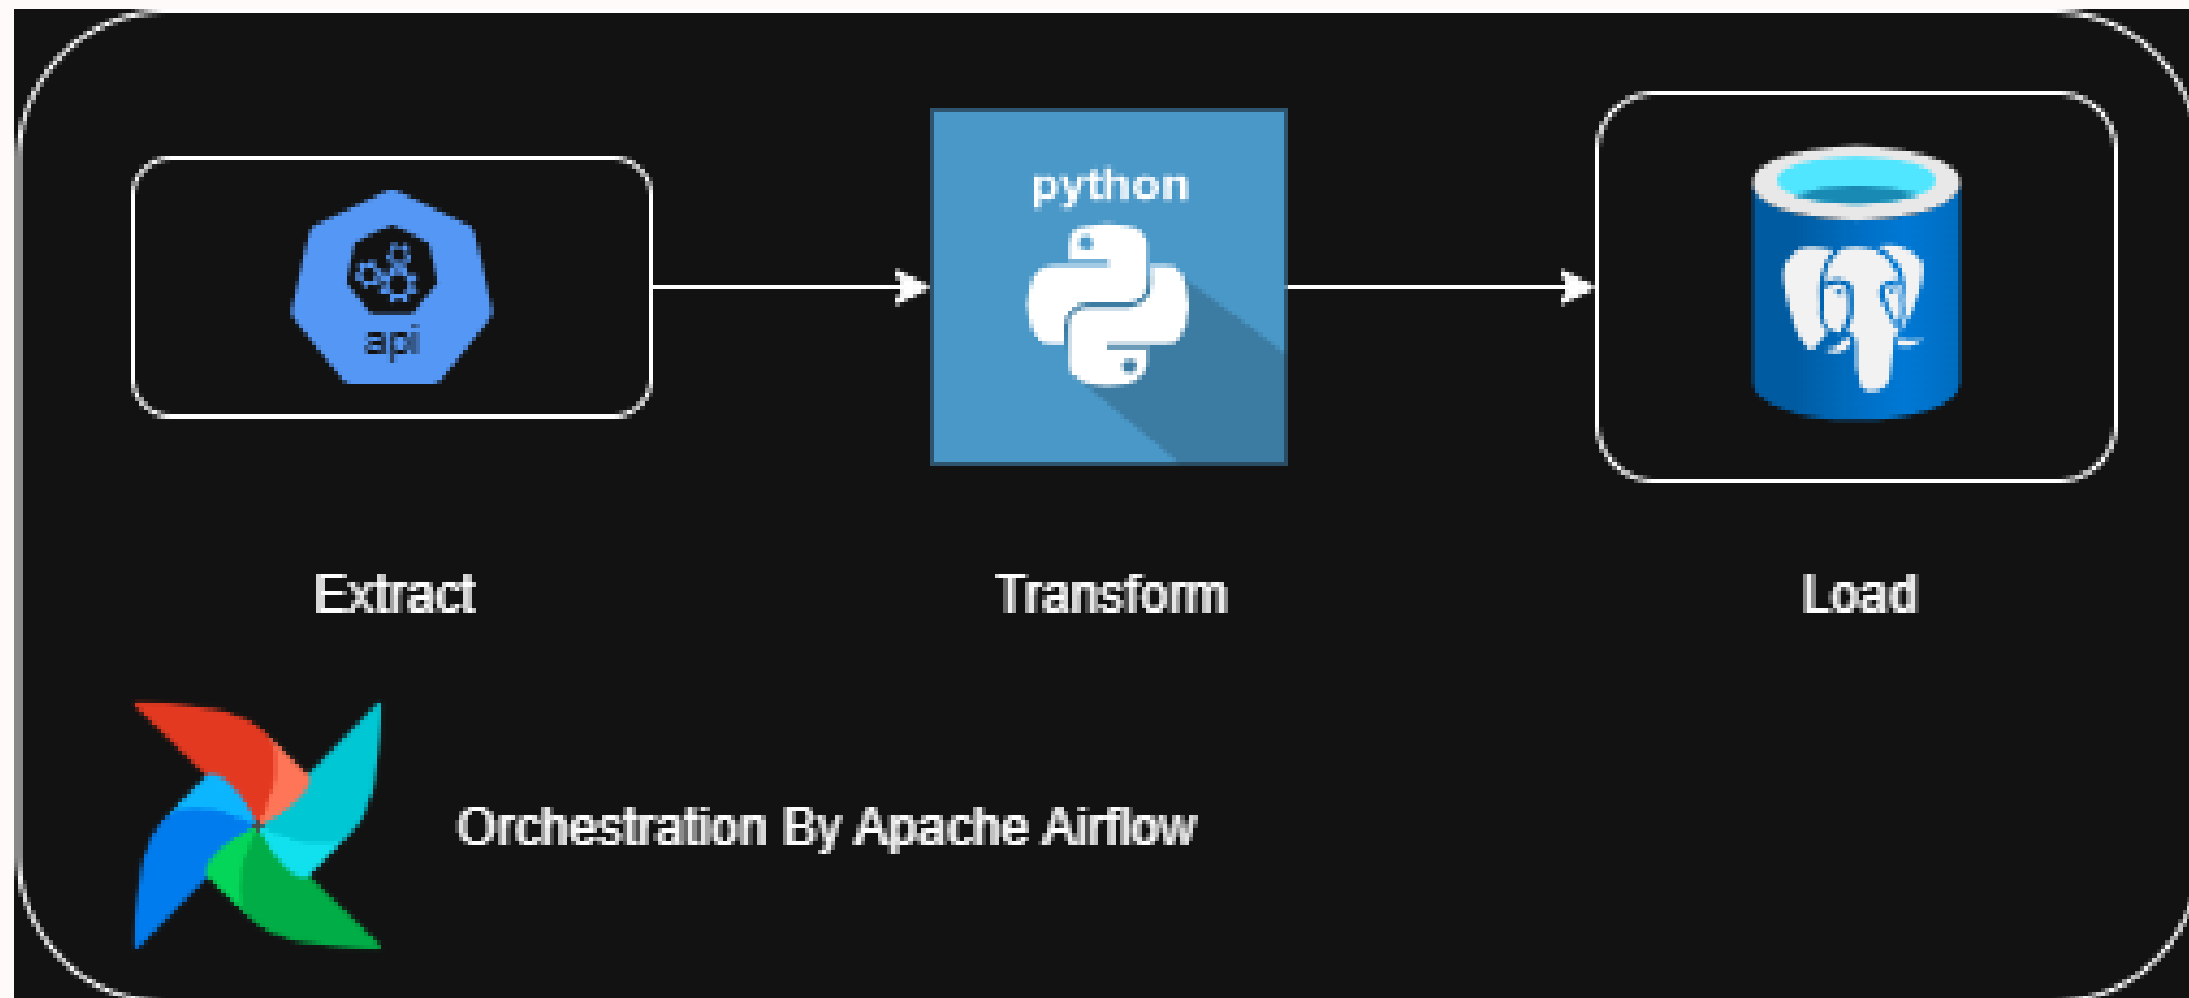 python
api
Extract
Transform
Load
Orchestration By Apache Airflow